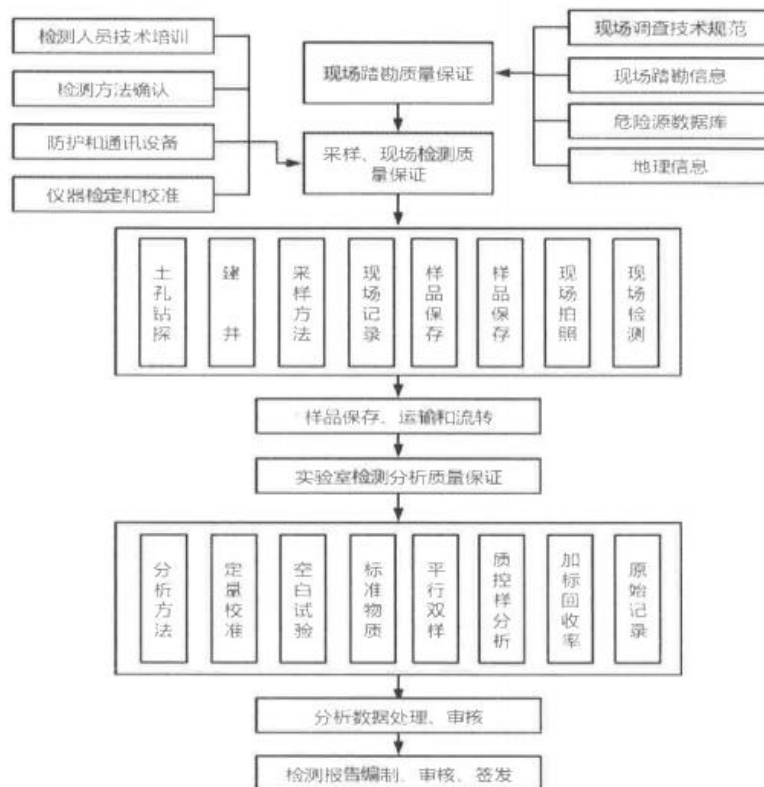 检测人员技术培训
检测方法确认
防护和通讯设备
仪器检定和校准
现场踏勘质量保证
采样、现场检测质
量保证
现场调查技术规范
现场踏勘信息
危险源数据库
地理信息
土孔钻探
建井
采样方法
现场记录
样品保存
样品保存
现场拍照
现场检测
样品保存、运输和流转
实验室检测分析质量保证
分析方法
定量校准
空白试验
标准物质
平行双样
质控样分析
加标回收率
原始记录
分析数据处理、审核
检测报告编制、审核、签发